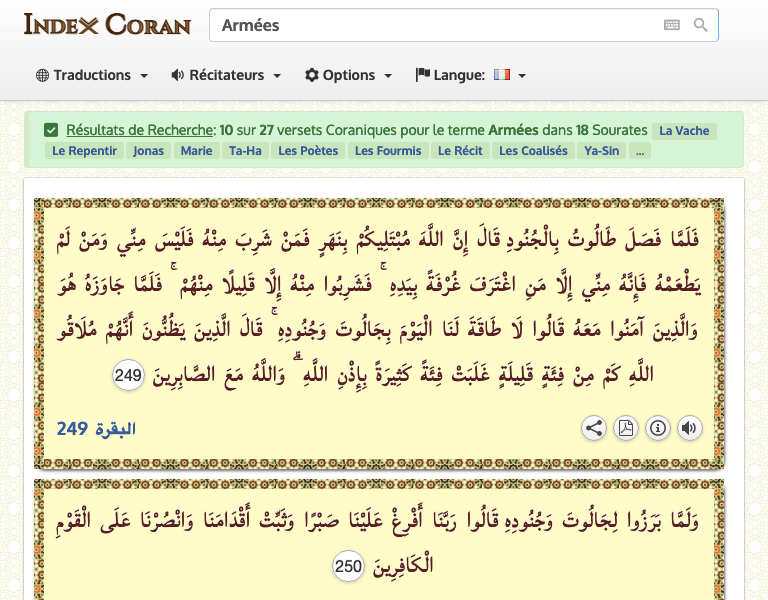 INDEX CORAN
Armées
Traductions Récitateurs Options Langue:
Résultats de Recherche: 10 sur 27 versets Coraniques pour le terme Armées dans 18 Sourates La Vache
Le Repentir Jonas Marie Ta-Ha Les Poètes Les Fourmis Le Récit Les Coalisés Ya-Sin ...
فَلَمَّا فَصَلَ طَالُوتُ بِالْجُنُودِ قَالَ إِنَّ اللَّهَ مُبْتَلِيكُمْ بِنَهَرٍ فَمَنْ شَرِبَ مِنْهُ فَلَيْسَ مِنِّي وَمَنْ لَمْ
يَطْعَمْهُ فَإِنَّهُ مِنِّي إِلَّا مَنِ اغْتَرَفَ غُرْفَةً بِيَدِهِ ۚ فَشَرِبُوا مِنْهُ إِلَّا قَلِيلًا مِنْهُمْ ۚ فَلَمَّا جَاوَزَهُ هُوَ
وَالَّذِينَ آمَنُوا مَعَهُ قَالُوا لَا طَاقَةَ لَنَا الْيَوْمَ بِجَالُوتَ وَجُنُودِهِ ۚ قَالَ الَّذِينَ يَظُنُّونَ أَنَّهُمْ مُلَاقُو
اللَّهِ كَمْ مِنْ فِئَةٍ قَلِيلَةٍ غَلَبَتْ فِئَةً كَثِيرَةً بِإِذْنِ اللَّهِ ۗ وَاللَّهُ مَعَ الصَّابِرِينَ 249
البقرة 249
وَلَمَّا بَرَزُوا لِجَالُوتَ وَجُنُودِهِ قَالُوا رَبَّنَا أَفْرِغْ عَلَيْنَا صَبْرًا وَثَبِّتْ أَقْدَامَنَا وَانْصُرْنَا عَلَى الْقَوْمِ
الْكَافِرِينَ 250